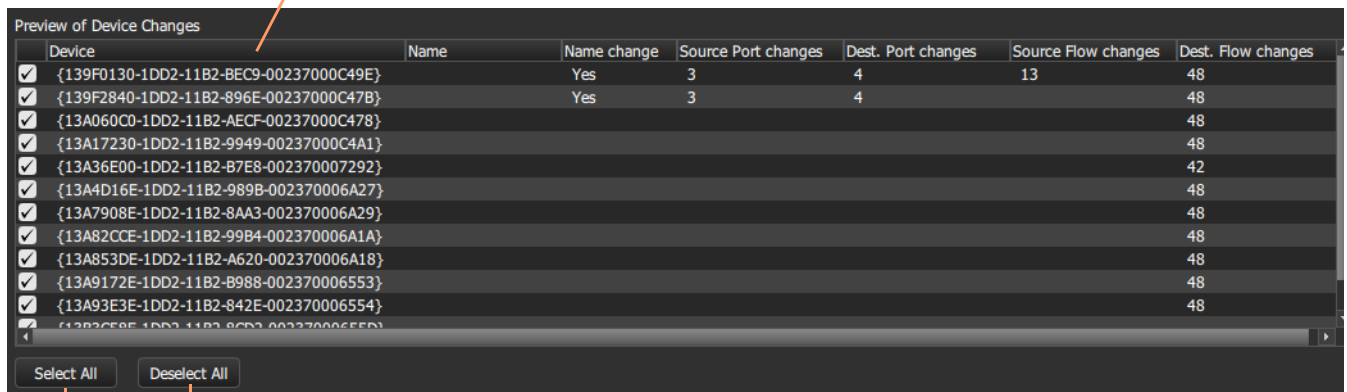 Preview of Device Changes
Device Name Name change Source Port changes Dest. Port changes Source Flow changes Dest. Flow changes
{139F0130-1DD2-11B2-BEC9-00237000C49E} Yes 3 4 13 48
{139F2840-1DD2-11B2-896E-00237000C47B} Yes 3 4 48
{13A060C0-1DD2-11B2-AECF-00237000C478} 48
{13A17230-1DD2-11B2-9949-00237000C4A1} 48
{13A36E00-1DD2-11B2-B7E8-002370007292} 42
{13A4D16E-1DD2-11B2-989B-002370006A27} 48
{13A7908E-1DD2-11B2-8AA3-002370006A29} 48
{13A82CCE-1DD2-11B2-99B4-002370006A1A} 48
{13A853DE-1DD2-11B2-A620-002370006A18} 48
{13A9172E-1DD2-11B2-B988-002370006553} 48
{13A93E3E-1DD2-11B2-842E-002370006554} 48
Select All Deselect All